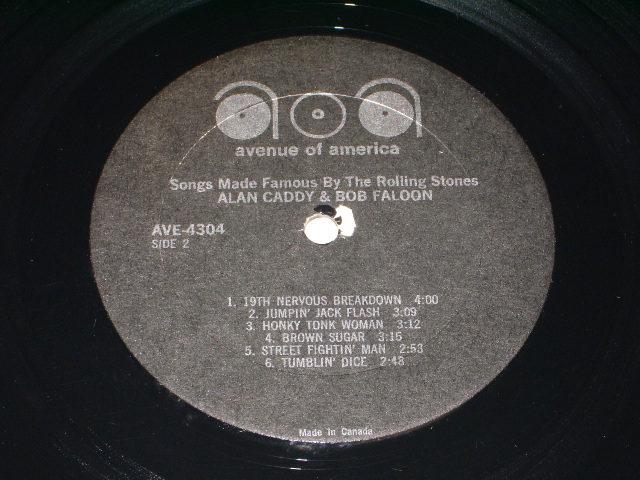 aoa
avenue of america
Songs Made Famous By The Rolling Stones
ALAN CADDY & BOB FALOON
AVE-4304
SIDE 2
1. 19TH NERVOUS BREAKDOWN 4:00
2. JUMPIN' JACK FLASH 3:09
3. HONKY TONK WOMAN 3:12
4. BROWN SUGAR 3:15
5. STREET FIGHTIN' MAN 2:53
6. TUMBLIN' DICE 2:48
Made in Canada